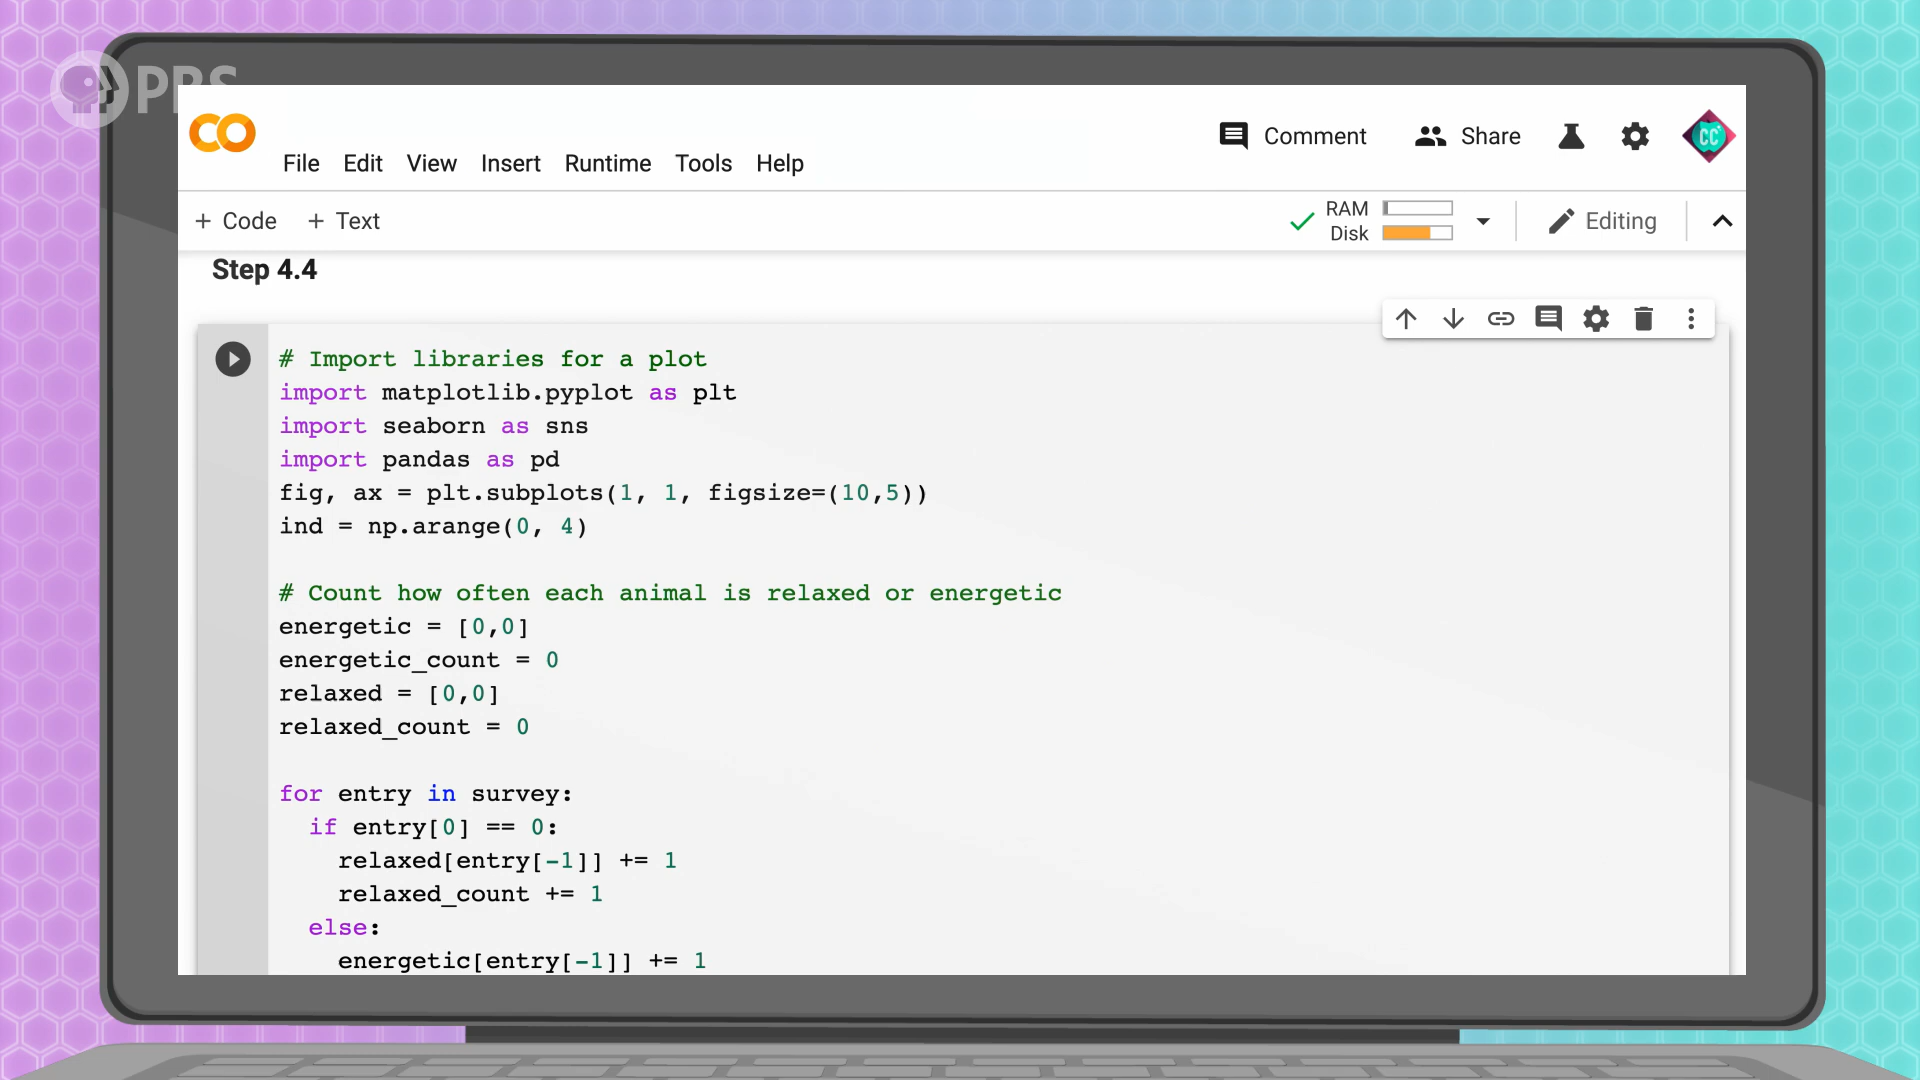 PBS
CO
File Edit View Insert Runtime Tools Help
Comment Share
CC
+ Code + Text
RAM
Disk
Editing
Step 4.4
# Import libraries for a plot
import matplotlib.pyplot as plt
import seaborn as sns
import pandas as pd
fig, ax = plt.subplots(1, 1, figsize=(10,5))
ind = np.arange(0, 4)
# Count how often each animal is relaxed or energetic
energetic = [0,0]
energetic_count = 0
relaxed = [0,0]
relaxed_count = 0
for entry in survey:
  if entry[0] == 0:
    relaxed[entry[-1]] += 1
    relaxed_count += 1
  else:
    energetic[entry[-1]] += 1